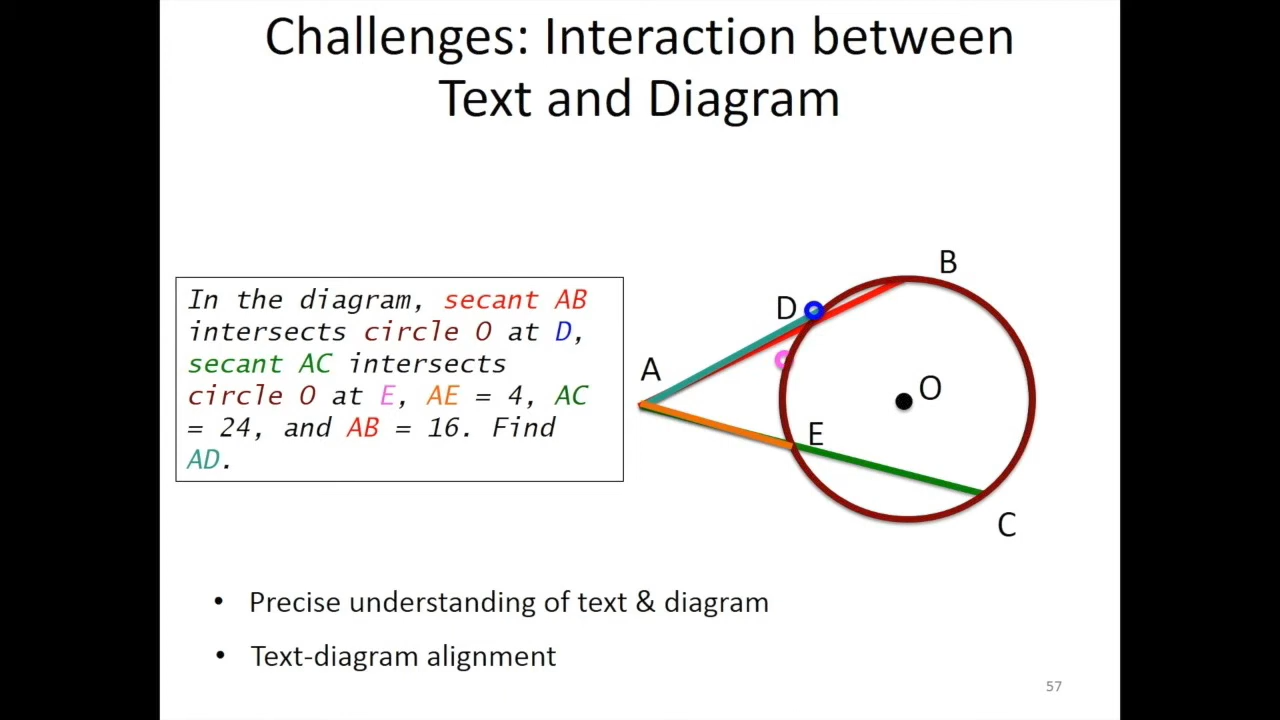 Challenges: Interaction between
Text and Diagram
In the diagram, secant AB
intersects circle O at D,
secant AC intersects
circle O at E, AE = 4, AC
= 24, and AB = 16. Find
AD.
B
D
A
O
E
C
• Precise understanding of text & diagram
• Text-diagram alignment
57